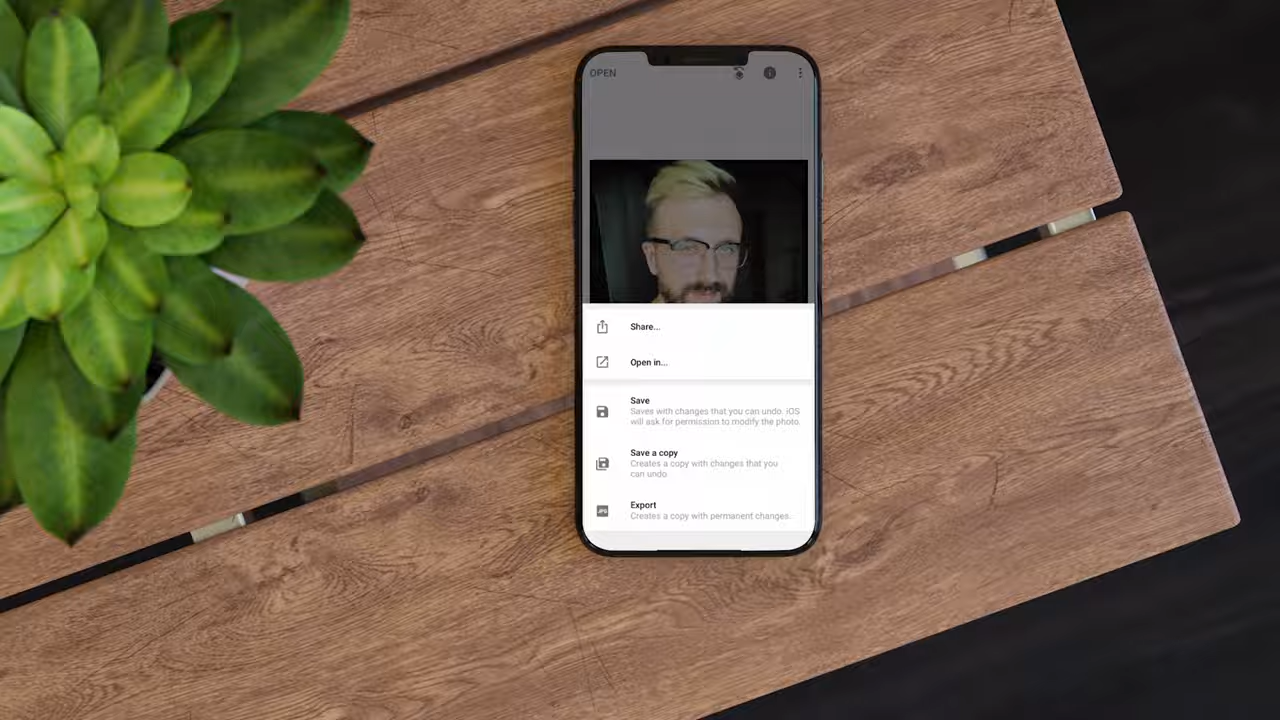 OPEN
Share...
Open in...
Save
Saves with changes that you can undo. iOS
will ask for permission to modify the photo.
Save a copy
Creates a copy with changes that you
can undo
Export
Creates a copy with permanent changes.
JPG